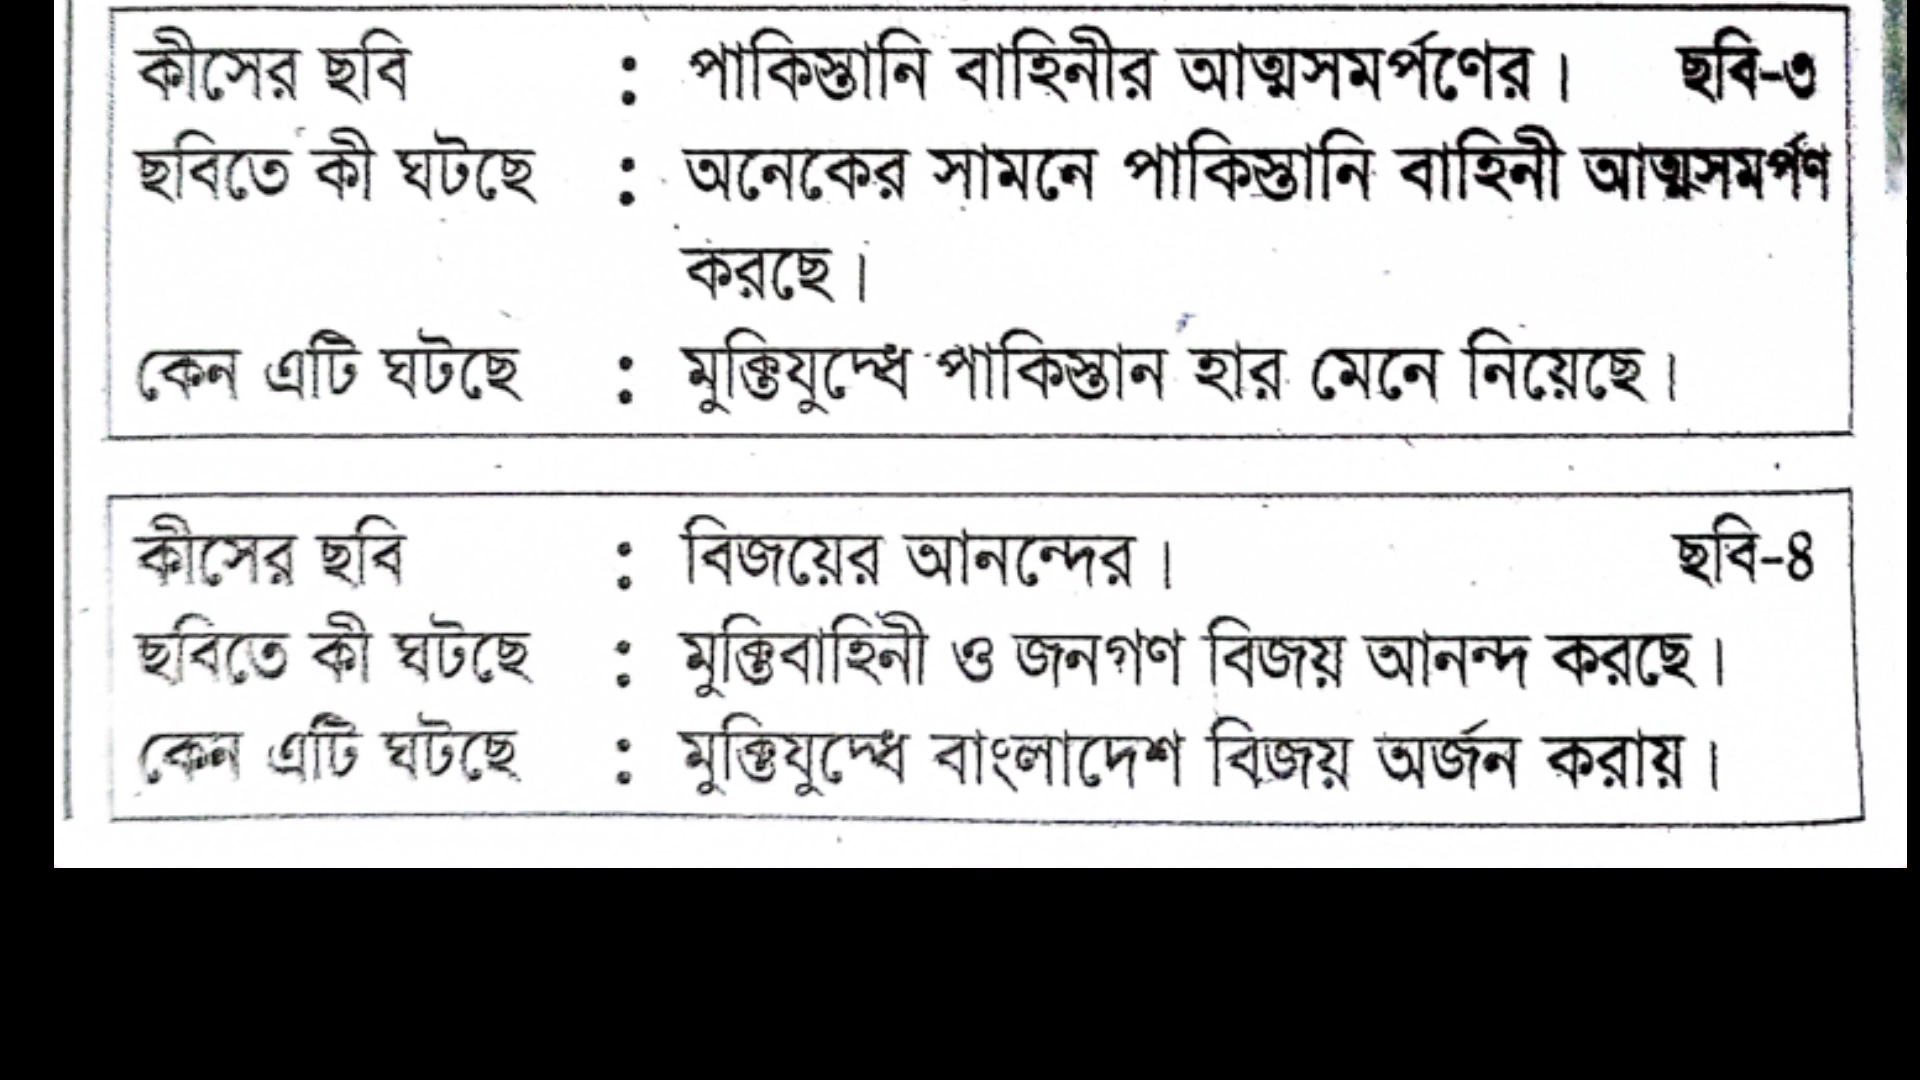 কীসের ছবি : পাকিস্তানি বাহিনীর আত্মসমর্পণের। ছবি-৩
ছবিতে কী ঘটছে : অনেকের সামনে পাকিস্তানি বাহিনী আত্মসমর্পণ
করছে।
কেন এটি ঘটছে : মুক্তিযুদ্ধে পাকিস্তান হার মেনে নিয়েছে।
কীসের ছবি : বিজয়ের আনন্দের। ছবি-৪
ছবিতে কী ঘটছে : মুক্তিবাহিনী ও জনগণ বিজয় আনন্দ করছে।
কেন এটি ঘটছে : মুক্তিযুদ্ধে বাংলাদেশ বিজয় অর্জন করায়।